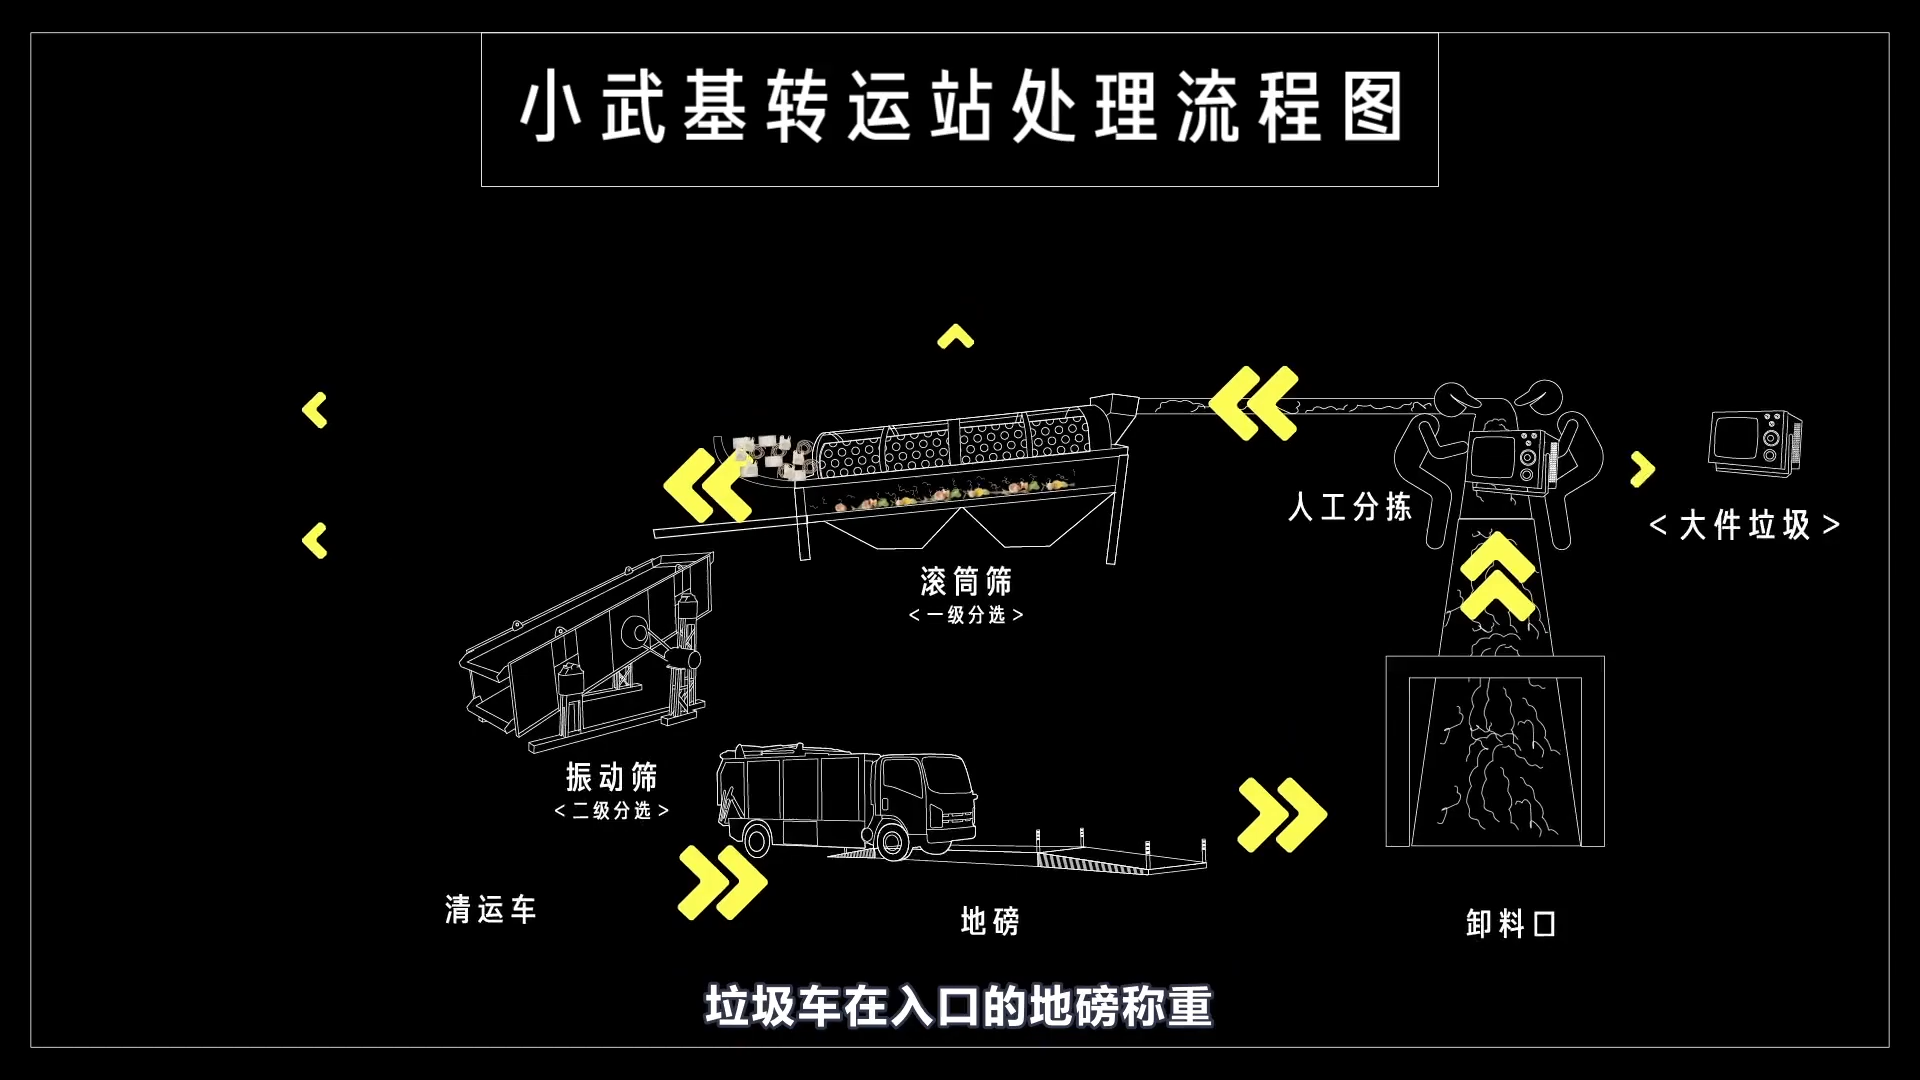 小武基转运站处理流程图
人工分拣
<大件垃圾>
滚筒筛
<一级分选>
振动筛
<二级分选>
清运车
地磅
卸料口
垃圾车在入口的地磅称重